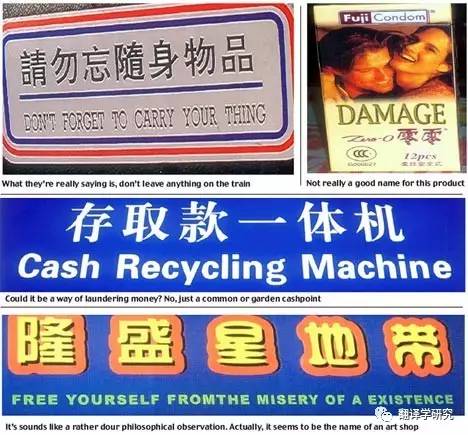 請勿忘隨身物品
DON'T FORGET TO CARRY YOUR THING
What they're really saying is, don't leave anything on the train
Fuji Condom
DAMAGE
Zero-O 零零
CCC
12pcs
Not really a good name for this product
存取款一体机
Cash Recycling Machine
Could it be a way of laundering money? No, just a common or garden cashpoint
隆盛星地带
FREE YOURSELF FROMTHE MISERY OF A EXISTENCE
It's sounds like a rather dour philosophical observation. Actually, it seems to be the name of an art shop
翻译学研究